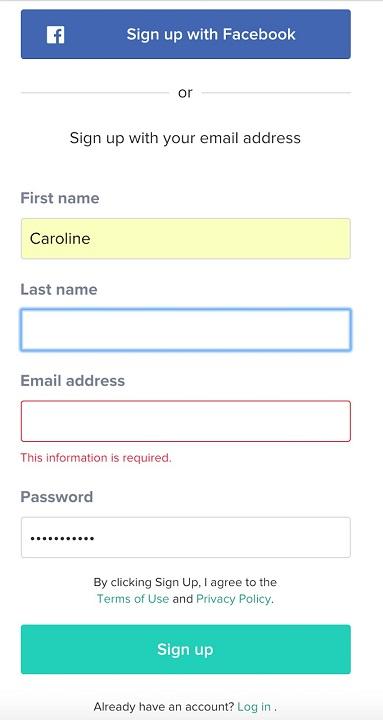 Sign up with Facebook
or
Sign up with your email address
First name
Caroline
Last name
Email address
This information is required.
Password
•••••••••••
By clicking Sign Up, I agree to the
Terms of Use and Privacy Policy.
Sign up
Already have an account? Log in .